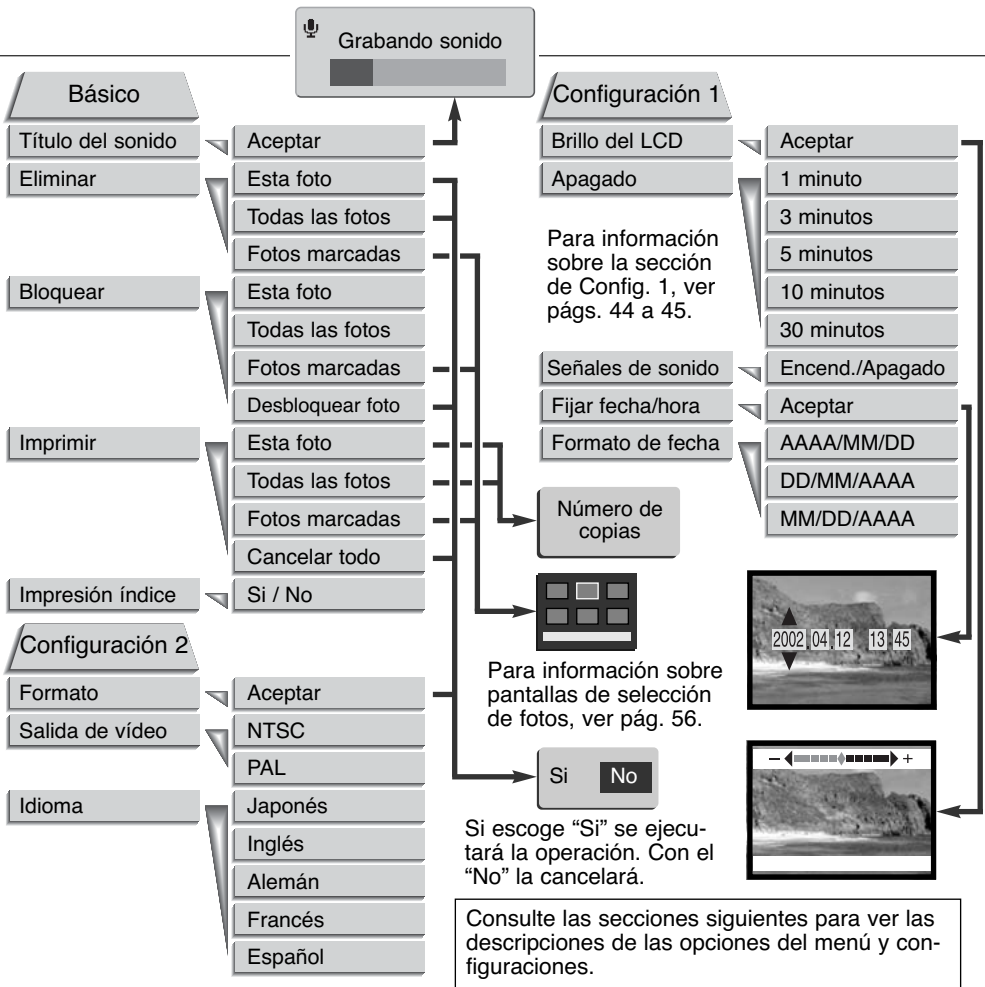 Grabando sonido
Básico
Título del sonido
Aceptar
Eliminar
Esta foto
Todas las fotos
Fotos marcadas
Bloquear
Esta foto
Todas las fotos
Fotos marcadas
Desbloquear foto
Imprimir
Esta foto
Todas las fotos
Fotos marcadas
Cancelar todo
Impresión índice
Si / No
Configuración 2
Formato
Aceptar
Salida de vídeo
NTSC
PAL
Idioma
Japonés
Inglés
Alemán
Francés
Español
Configuración 1
Brillo del LCD
Aceptar
Apagado
1 minuto
3 minutos
5 minutos
10 minutos
30 minutos
Para información
sobre la sección
de Config. 1, ver
págs. 44 a 45.
Señales de sonido
Encend./Apagado
Fijar fecha/hora
Aceptar
Formato de fecha
AAAA/MM/DD
DD/MM/AAAA
MM/DD/AAAA
Número de
copias
Para información sobre
pantallas de selección
de fotos, ver pág. 56.
2002.04.12 13:45
Si No
Si escoge “Si” se ejecu-
tará la operación. Con el
“No” la cancelará.
– +
Consulte las secciones siguientes para ver las
descripciones de las opciones del menú y con-
figuraciones.